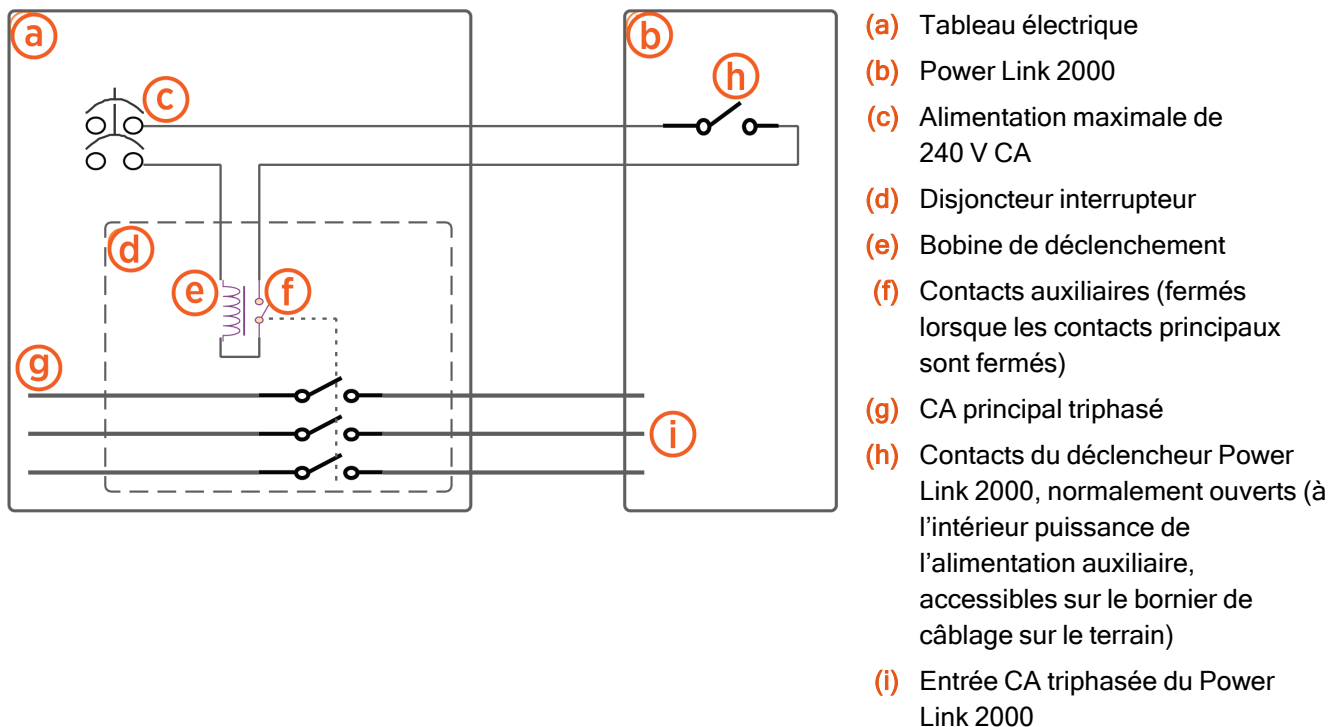 a
b
c
h
d
e
f
g
i
(a) Tableau électrique
(b) Power Link 2000
(c) Alimentation maximale de
240 V CA
(d) Disjoncteur interrupteur
(e) Bobine de déclenchement
(f) Contacts auxiliaires (fermés
lorsque les contacts principaux
sont fermés)
(g) CA principal triphasé
(h) Contacts du déclencheur Power
Link 2000, normalement ouverts (à
l’intérieur puissance de
l’alimentation auxiliaire,
accessibles sur le bornier de
câblage sur le terrain)
(i) Entrée CA triphasée du Power
Link 2000